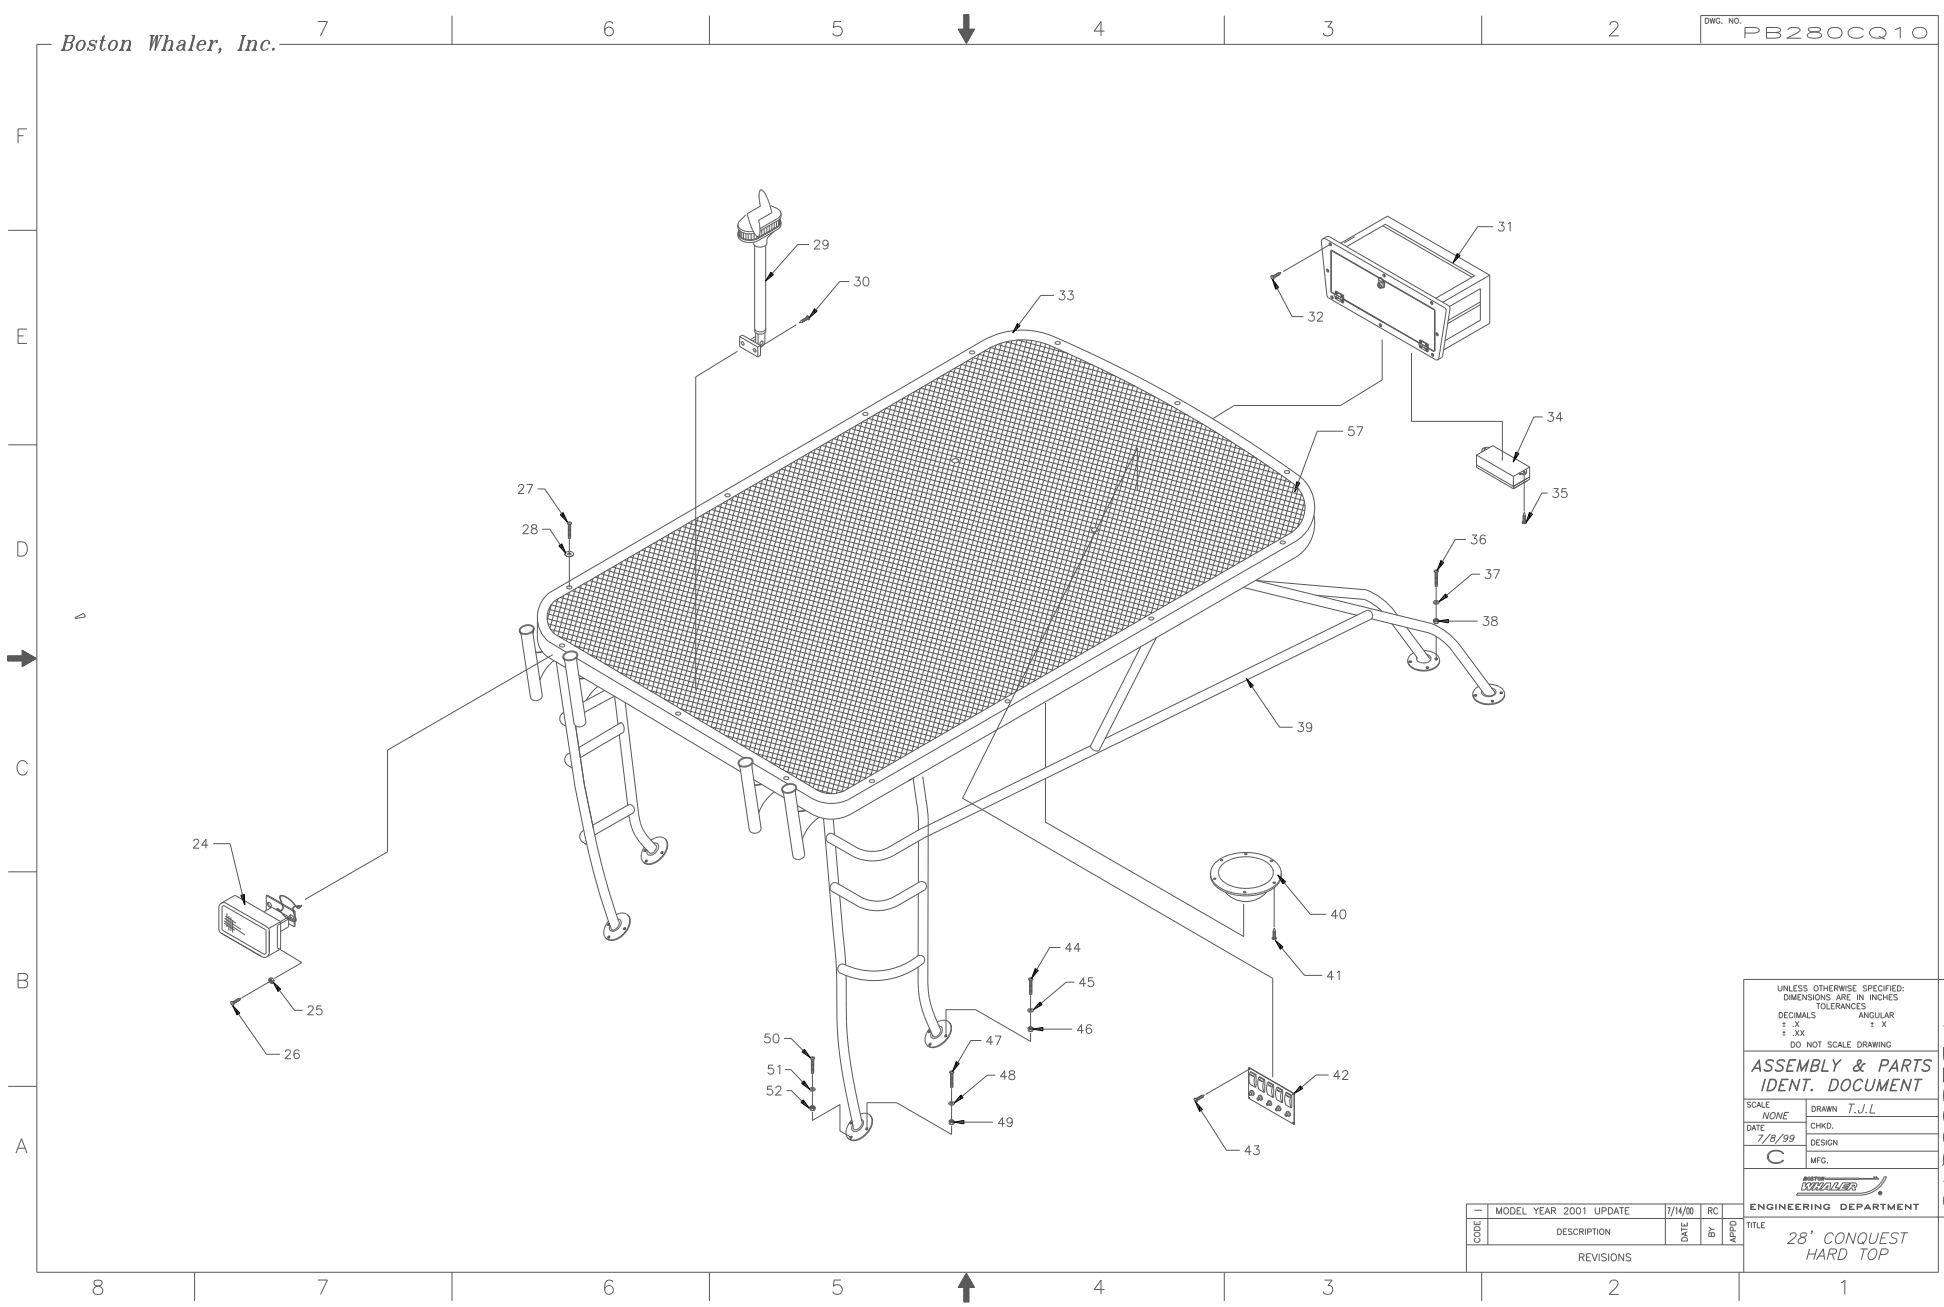 7
6
5
4
3
2
DWG. NO.
PB280CQ10
Boston Whaler, Inc.
F
E
D
C
B
A
29
30
33
31
32
34
57
35
27
28
36
37
38
39
24
25
26
40
41
44
45
46
47
48
49
50
51
52
42
43
UNLESS OTHERWISE SPECIFIED:
DIMENSIONS ARE IN INCHES
TOLERANCES
DECIMALS ANGULAR
± .X ± X
± .XX
DO NOT SCALE DRAWING
ASSEMBLY & PARTS
IDENT. DOCUMENT
SCALE
NONE
DRAWN T.J.L
DATE
7/8/99
CHKD.
DESIGN
C
MFG.
BOSTON
WHALER
ENGINEERING DEPARTMENT
TITLE
28' CONQUEST
HARD TOP
– MODEL YEAR 2001 UPDATE 7/14/00 RC
CODE DESCRIPTION DATE BY APPD
REVISIONS
8
7
6
5
4
3
2
1